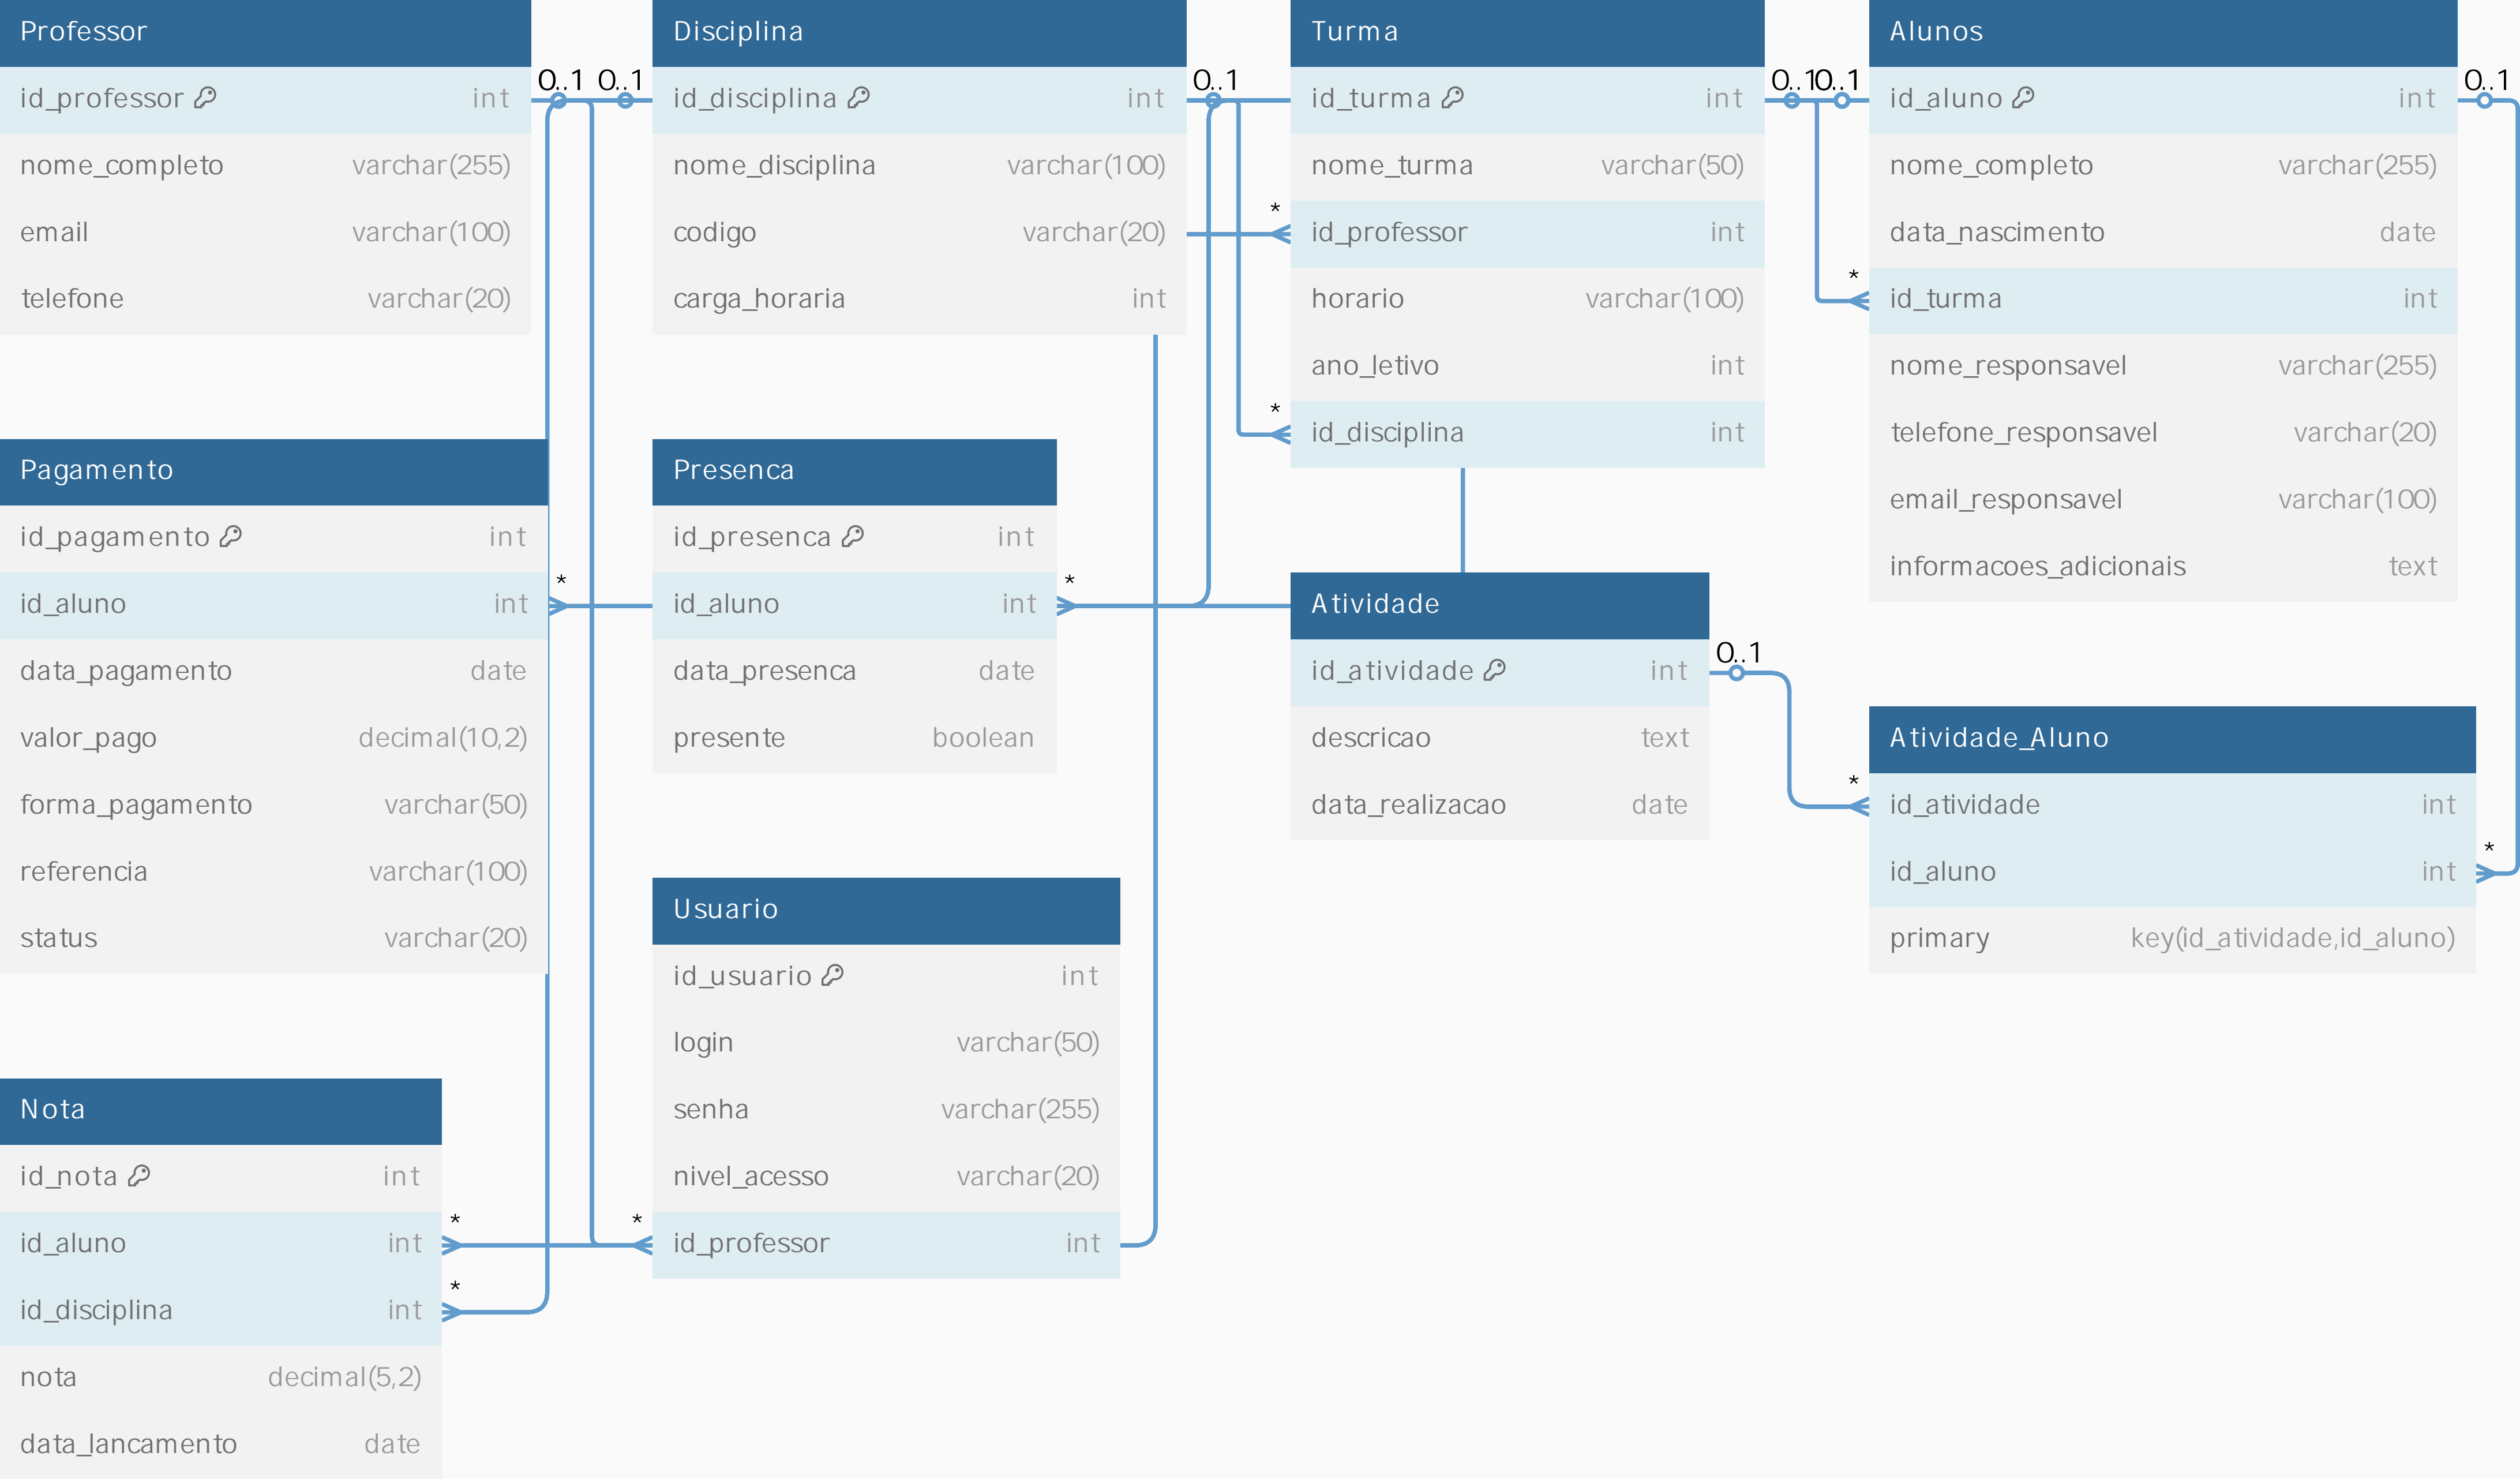 Professor
id_professor int
nome_completo varchar(255)
email varchar(100)
telefone varchar(20)
0..1
0..1
Disciplina
id_disciplina int
nome_disciplina varchar(100)
codigo varchar(20)
carga_horaria int
0..1
*
*
Turma
id_turma int
nome_turma varchar(50)
id_professor int
horario varchar(100)
ano_letivo int
id_disciplina int
0..1
0..1
*
Alunos
id_aluno int
nome_completo varchar(255)
data_nascimento date
id_turma int
nome_responsavel varchar(255)
telefone_responsavel varchar(20)
email_responsavel varchar(100)
informacoes_adicionais text
0..1
Pagamento
id_pagamento int
id_aluno int
data_pagamento date
valor_pago decimal(10,2)
forma_pagamento varchar(50)
referencia varchar(100)
status varchar(20)
*
Presenca
id_presenca int
id_aluno int
data_presenca date
presente boolean
*
Atividade
id_atividade int
descricao text
data_realizacao date
0..1
*
Atividade_Aluno
id_atividade int
id_aluno int
primary key(id_atividade,id_aluno)
*
Usuario
id_usuario int
login varchar(50)
senha varchar(255)
nivel_acesso varchar(20)
id_professor int
*
Nota
id_nota int
id_aluno int
id_disciplina int
nota decimal(5,2)
data_lancamento date
*
*